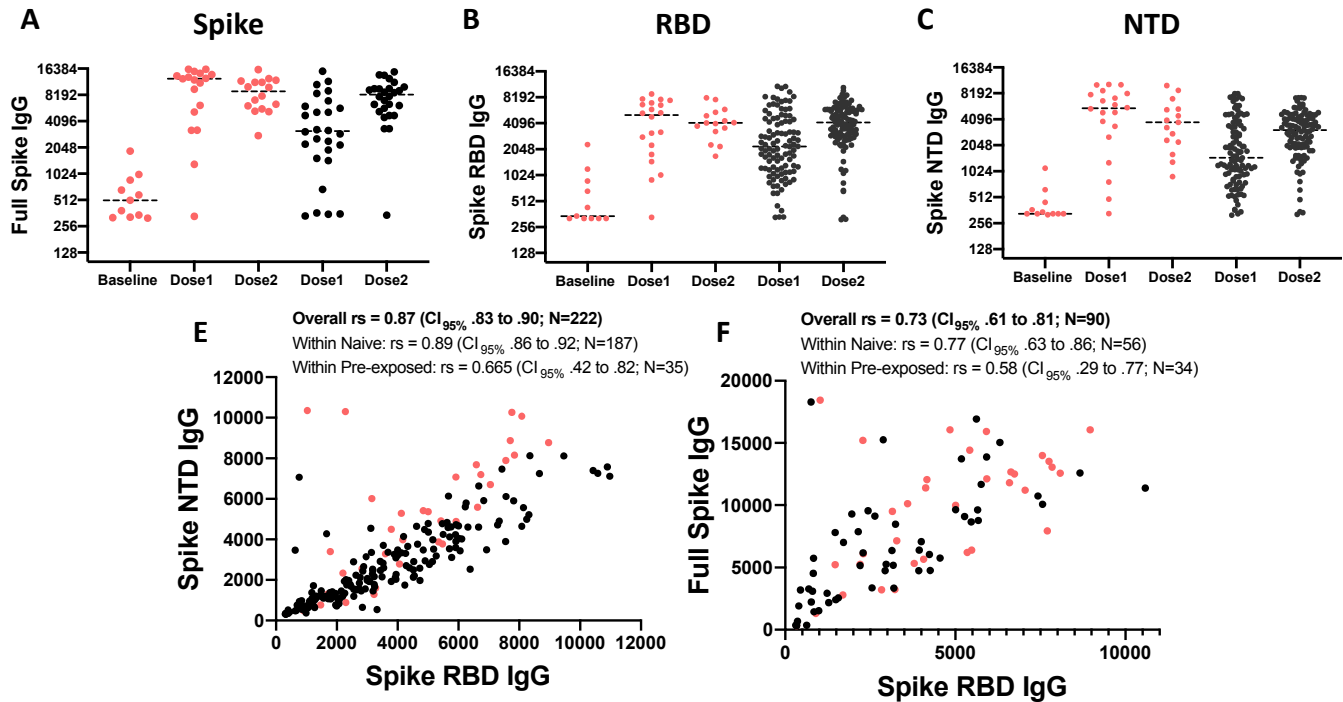 A
Spike
B
RBD
C
NTD
Full Spike IgG
16384
8192
4096
2048
1024
512
256
128
Baseline Dose1 Dose2 Dose1 Dose2
Spike RBD IgG
16384
8192
4096
2048
1024
512
256
128
Baseline Dose1 Dose2 Dose1 Dose2
Spike NTD IgG
16384
8192
4096
2048
1024
512
256
128
Baseline Dose1 Dose2 Dose1 Dose2
E
Overall rs = 0.87 (CI95% .83 to .90; N=222)
Within Naive: rs = 0.89 (CI95% .86 to .92; N=187)
Within Pre-exposed: rs = 0.665 (CI95% .42 to .82; N=35)
Spike NTD IgG
12000
10000
8000
6000
4000
2000
0
0 2000 4000 6000 8000 10000 12000
Spike RBD IgG
F
Overall rs = 0.73 (CI95% .61 to .81; N=90)
Within Naive: rs = 0.77 (CI95% .63 to .86; N=56)
Within Pre-exposed: rs = 0.58 (CI95% .29 to .77; N=34)
Full Spike IgG
20000
15000
10000
5000
0
0 5000 10000
Spike RBD IgG